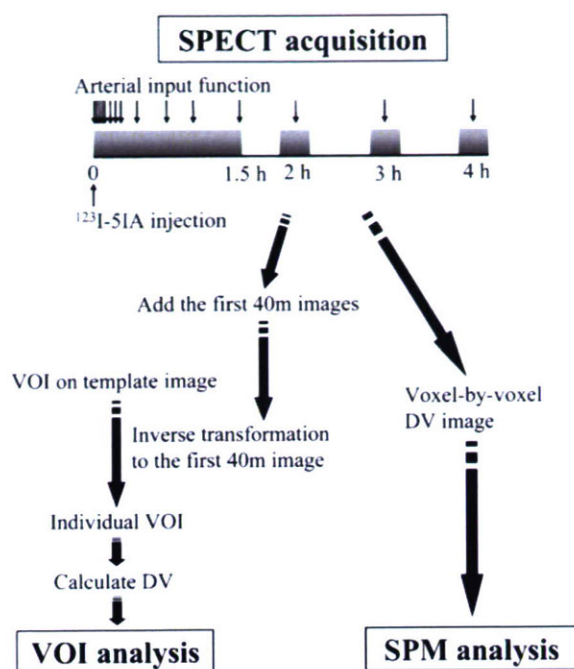 SPECT acquisition
Arterial input function
0
1.5 h
2 h
3 h
4 h
¹²³I-5IA injection
Add the first 40m images
VOI on template image
Voxel-by-voxel
DV image
Inverse transformation
to the first 40m image
Individual VOI
Calculate DV
VOI analysis
SPM analysis